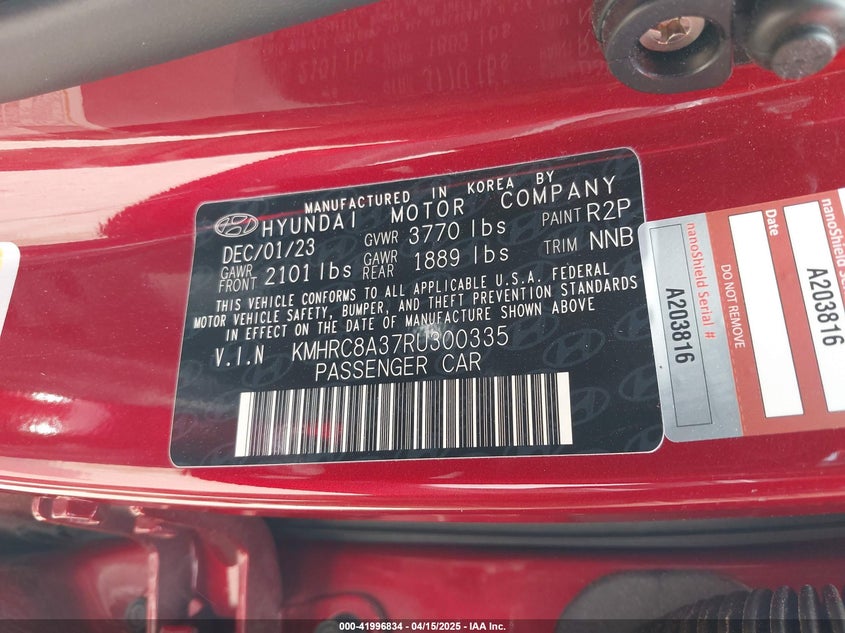 MANUFACTURED IN KOREA BY
HYUNDAI MOTOR COMPANY
DEC/01/23 GVWR 3770 lbs PAINT R2P
GAWR FRONT 2101 lbs GAWR REAR 1889 lbs TRIM NNB
THIS VEHICLE CONFORMS TO ALL APPLICABLE U.S.A. FEDERAL
MOTOR VEHICLE SAFETY, BUMPER, AND THEFT PREVENTION STANDARDS
IN EFFECT ON THE DATE OF MANUFACTURE SHOWN ABOVE
V.I.N KMHRC8A37RU300335
PASSENGER CAR
nanoShield Serial #
A203816
DO NOT REMOVE
Date
nanoShield Serial
A203816
000-41996834 - 04/15/2025 - IAA Inc.